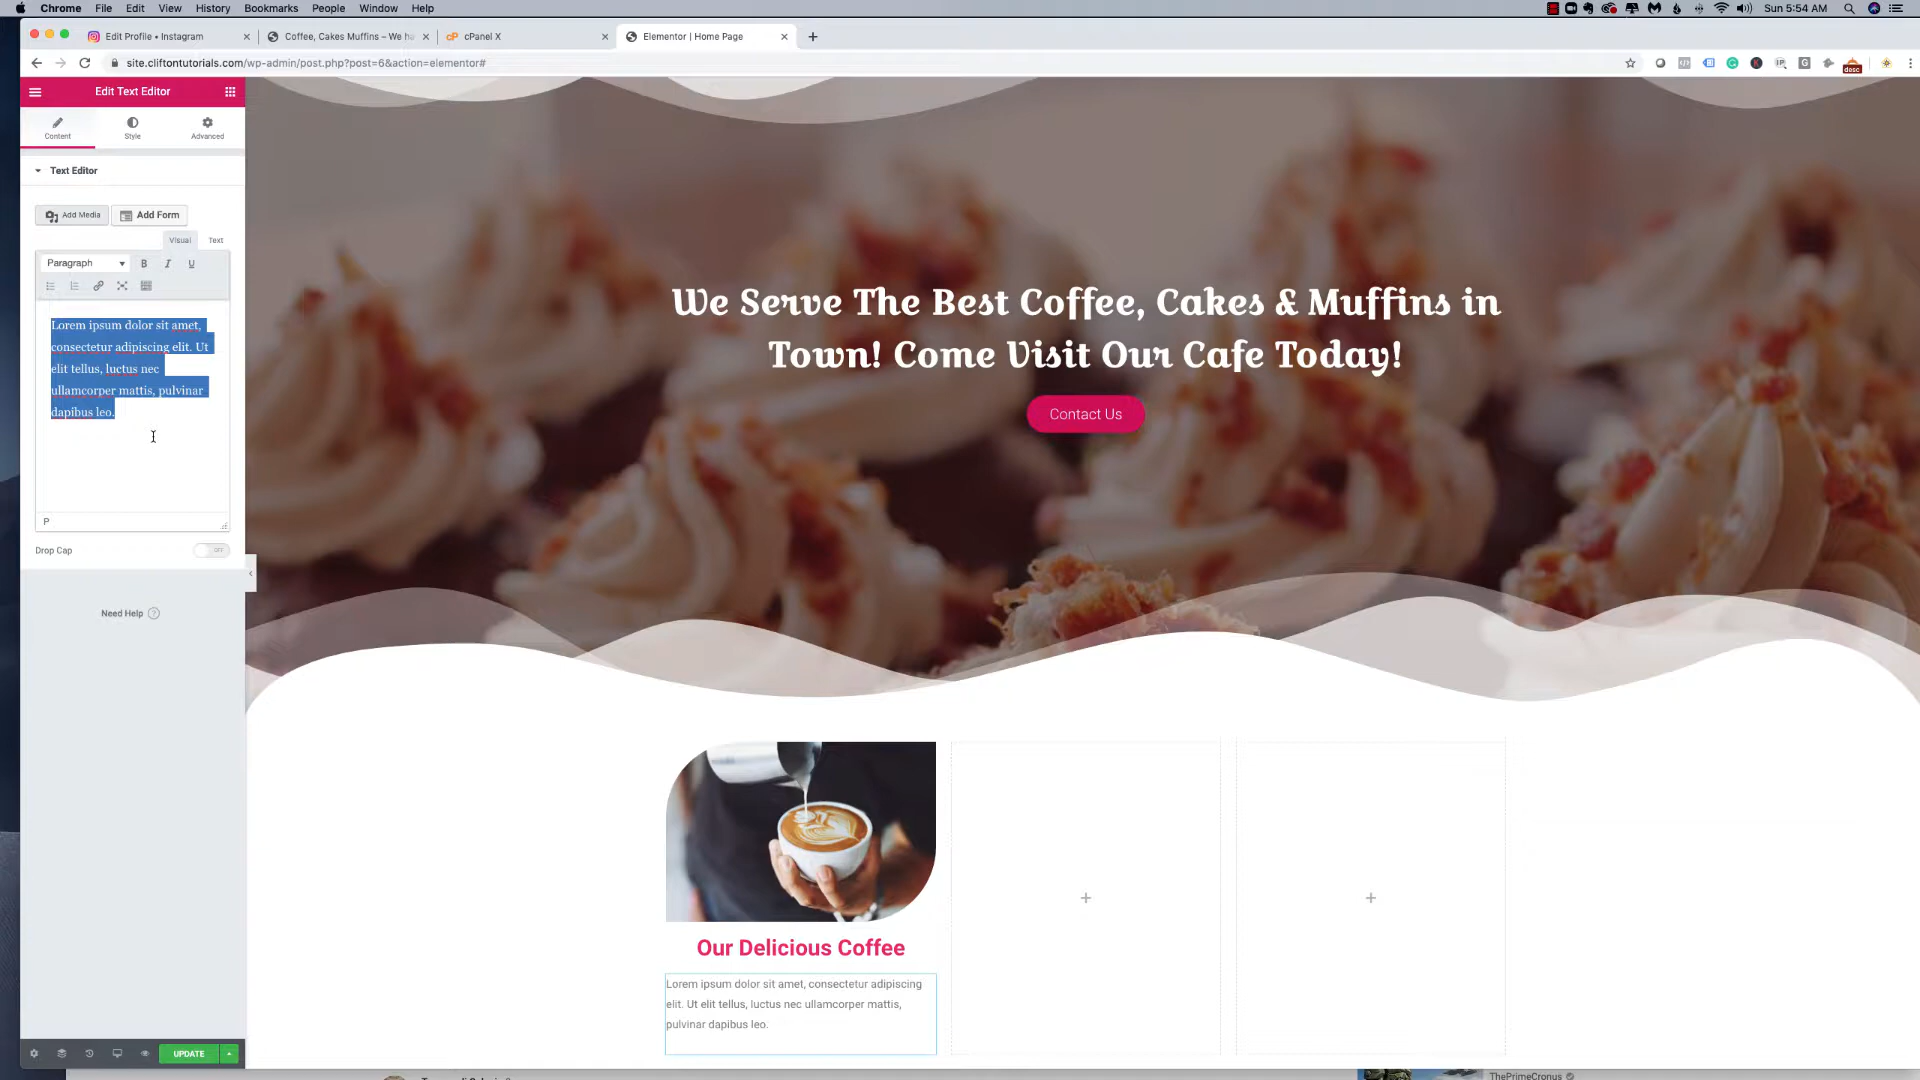 Chrome File Edit View History Bookmarks People Window Help
Sun 5:54 AM
Edit Profile • Instagram
Coffee, Cakes Muffins – We ha
cPanel X
Elementor | Home Page
site.cliftontutorials.com/wp-admin/post.php?post=6&action=elementor#
Edit Text Editor
Content Style Advanced
Text Editor
Add Media Add Form
Visual Text
Paragraph B I U
Lorem ipsum dolor sit amet,
consectetur adipiscing elit. Ut
elit tellus, luctus nec
ullamcorper mattis, pulvinar
dapibus leo.
P
Drop Cap OFF
Need Help ?
UPDATE
We Serve The Best Coffee, Cakes & Muffins in
Town! Come Visit Our Cafe Today!
Contact Us
Our Delicious Coffee
Lorem ipsum dolor sit amet, consectetur adipiscing
elit. Ut elit tellus, luctus nec ullamcorper mattis,
pulvinar dapibus leo.
ThePrimeCronus